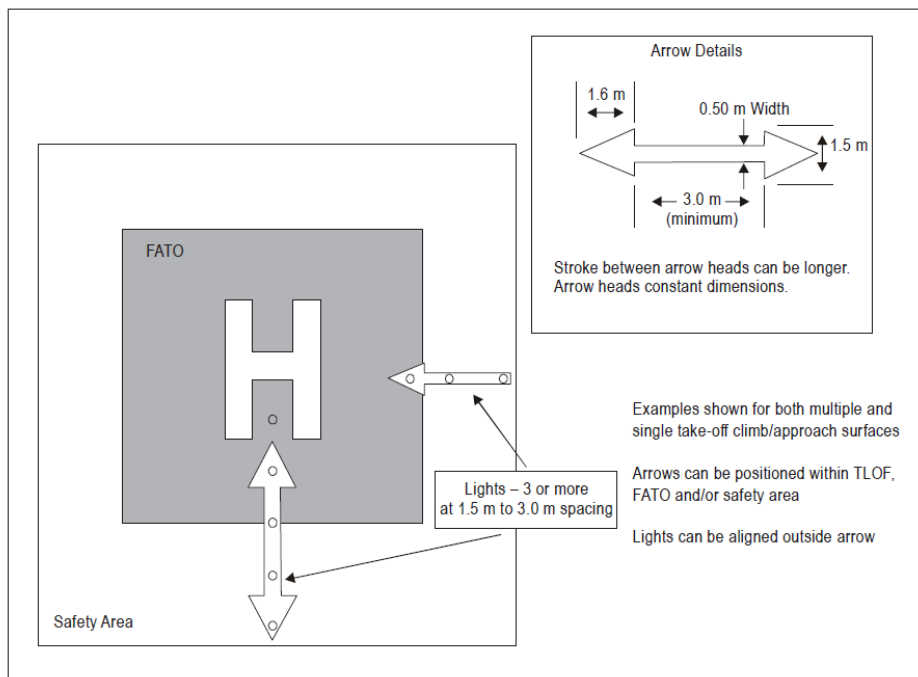 Arrow Details
1.6 m
0.50 m Width
1.5 m
3.0 m
(minimum)
Stroke between arrow heads can be longer.
Arrow heads constant dimensions.
FATO
H
Examples shown for both multiple and
single take-off climb/approach surfaces
Arrows can be positioned within TLOF,
FATO and/or safety area
Lights can be aligned outside arrow
Lights – 3 or more
at 1.5 m to 3.0 m spacing
Safety Area